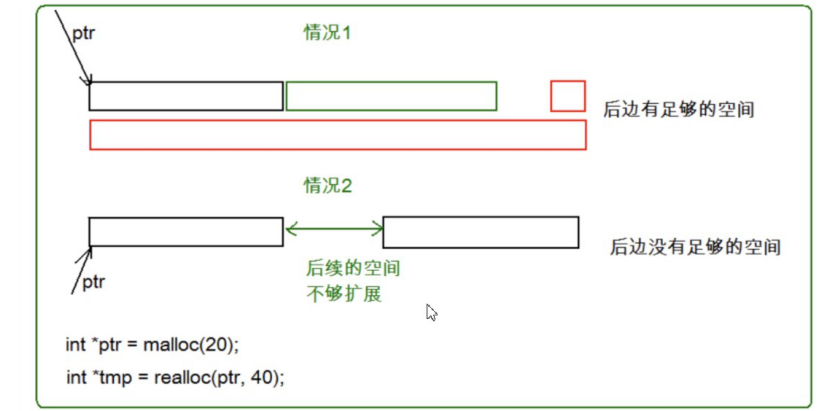 ptr
情况1
后边有足够的空间
情况2
后边没有足够的空间
ptr
后续的空间
不够扩展
int *ptr = malloc(20);
int *tmp = realloc(ptr, 40);